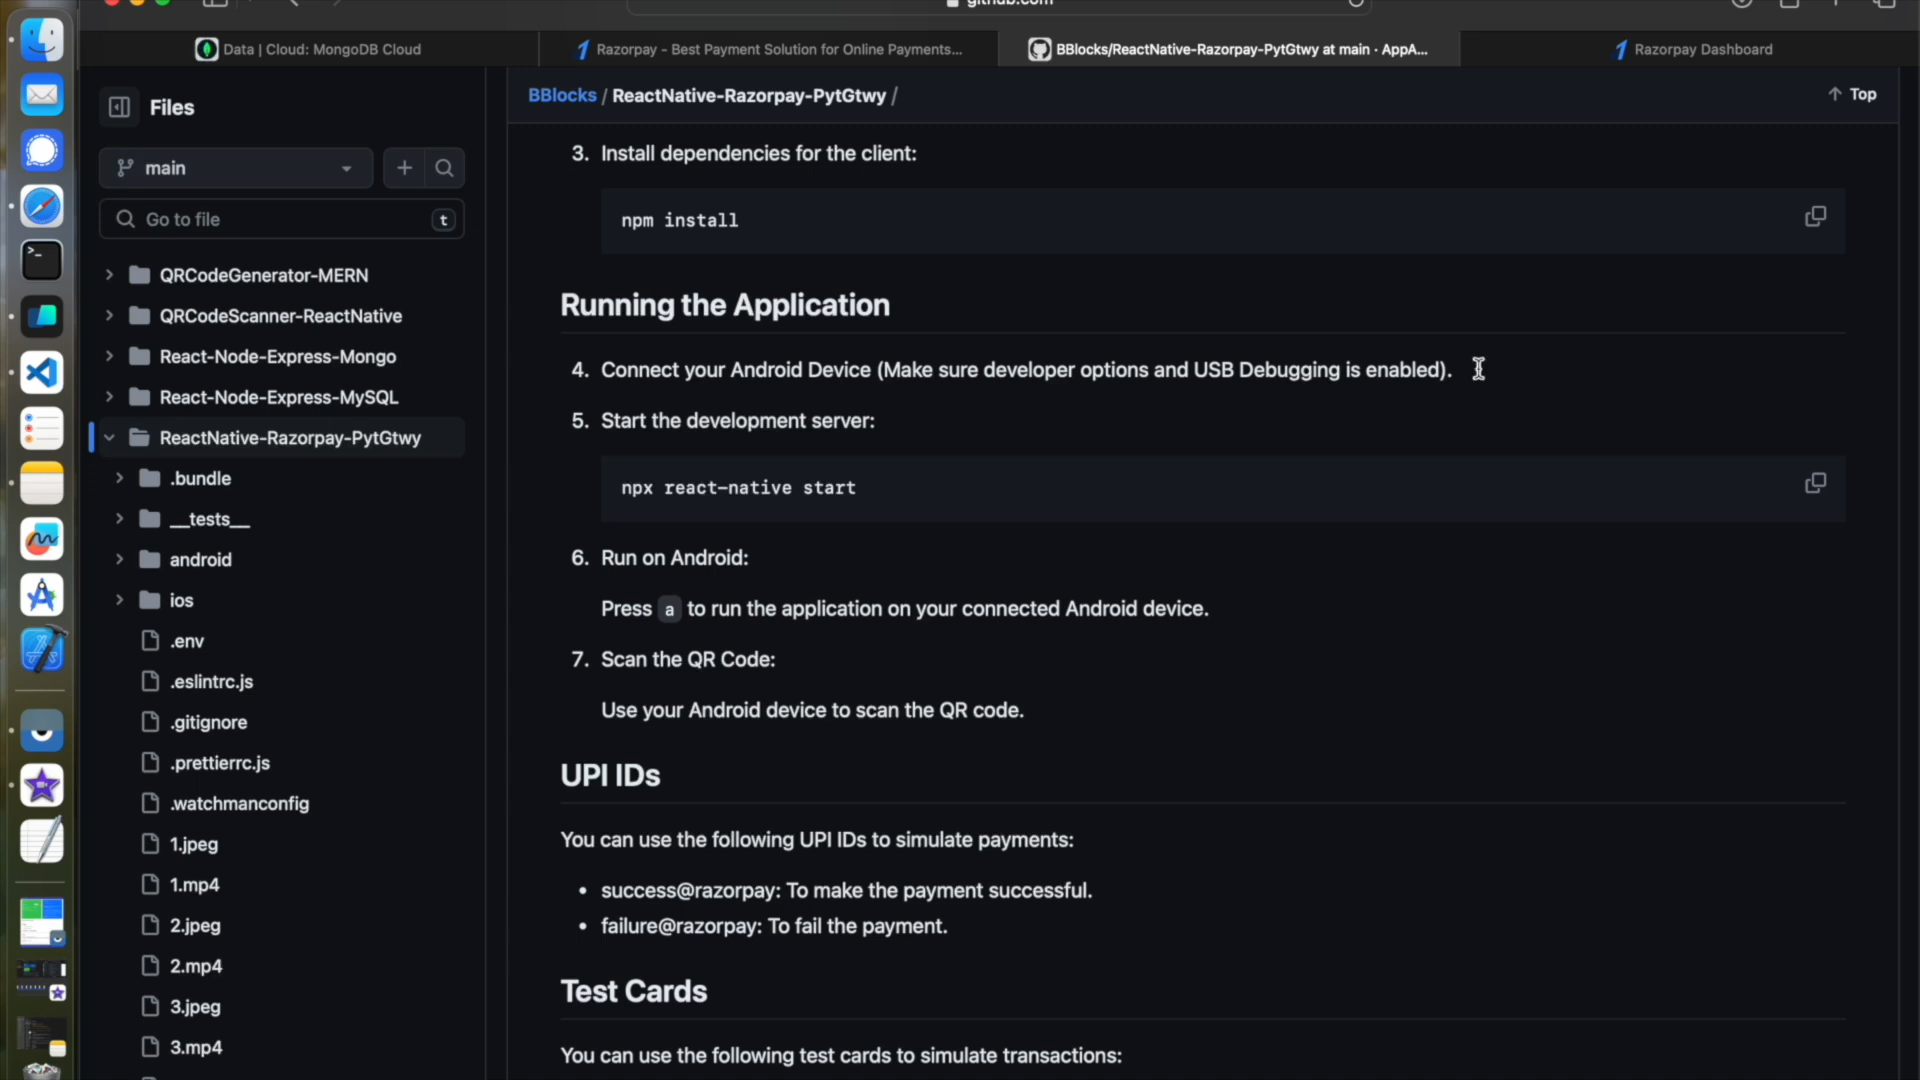 github.com
Data | Cloud: MongoDB Cloud
Razorpay - Best Payment Solution for Online Payments...
BBlocks/ReactNative-Razorpay-PytGtwy at main · AppA...
Razorpay Dashboard
Files
BBlocks / ReactNative-Razorpay-PytGtwy /
Top
main
Go to file
t
QRCodeGenerator-MERN
QRCodeScanner-ReactNative
React-Node-Express-Mongo
React-Node-Express-MySQL
ReactNative-Razorpay-PytGtwy
.bundle
__tests__
android
ios
.env
.eslintrc.js
.gitignore
.prettierrc.js
.watchmanconfig
1.jpeg
1.mp4
2.jpeg
2.mp4
3.jpeg
3.mp4
3. Install dependencies for the client:
npm install
Running the Application
4. Connect your Android Device (Make sure developer options and USB Debugging is enabled).
5. Start the development server:
npx react-native start
6. Run on Android:
Press a to run the application on your connected Android device.
7. Scan the QR Code:
Use your Android device to scan the QR code.
UPI IDs
You can use the following UPI IDs to simulate payments:
• success@razorpay: To make the payment successful.
• failure@razorpay: To fail the payment.
Test Cards
You can use the following test cards to simulate transactions: